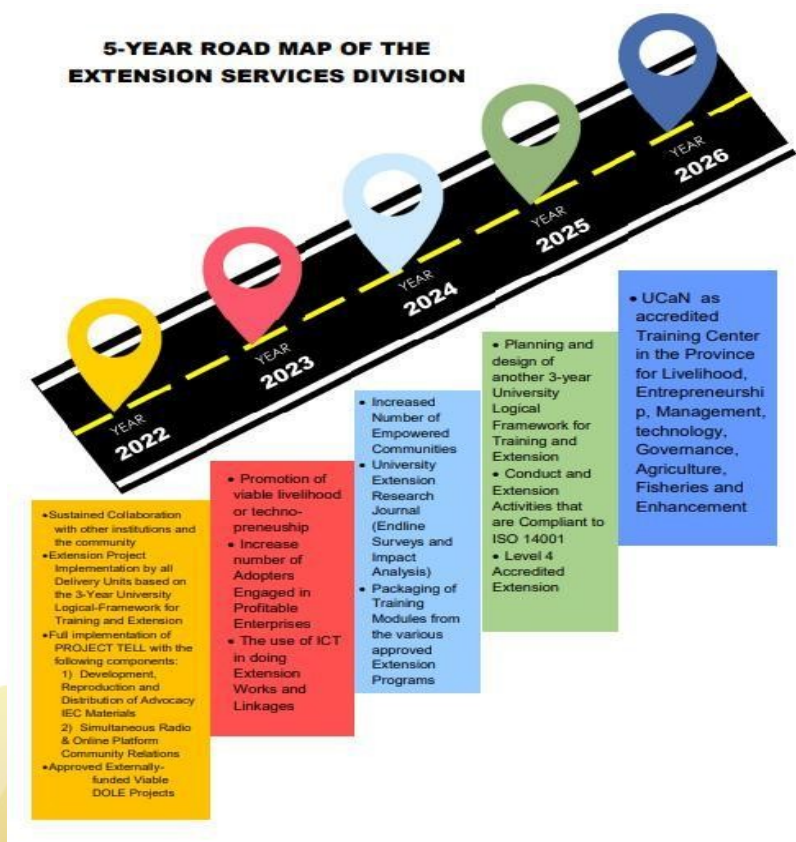 5-YEAR ROAD MAP OF THE
EXTENSION SERVICES DIVISION
YEAR
2022
YEAR
2023
YEAR
2024
YEAR
2025
YEAR
2026
•Sustained Collaboration
with other institutions and
the community
•Extension Project
Implementation by all
Delivery Units based on
the 3-Year University
Logical-Framework for
Training and Extension
•Full implementation of
PROJECT TELL with the
following components:
1) Development,
Reproduction and
Distribution of Advocacy
IEC Materials
2) Simultaneous Radio
& Online Platform
Community Relations
•Approved Externally-
funded Viable
DOLE Projects
• Promotion of
viable livelihood
or techno-
preneuship
• Increase
number of
Adopters
Engaged in
Profitable
Enterprises
• The use of ICT
in doing
Extension
Works and
Linkages
• Increased
Number of
Empowered
Communities
• University
Extension
Research
Journal
(Endline
Surveys and
Impact
Analysis)
• Packaging of
Training
Modules from
the various
approved
Extension
Programs
• Planning and
design of
another 3-year
University
Logical
Framework for
Training and
Extension
• Conduct and
Extension
Activities that
are Compliant to
ISO 14001
• Level 4
Accredited
Extension
• UCaN as
accredited
Training Center
in the Province
for Livelihood,
Entrepreneurshi
p, Management,
technology,
Governance,
Agriculture,
Fisheries and
Enhancement